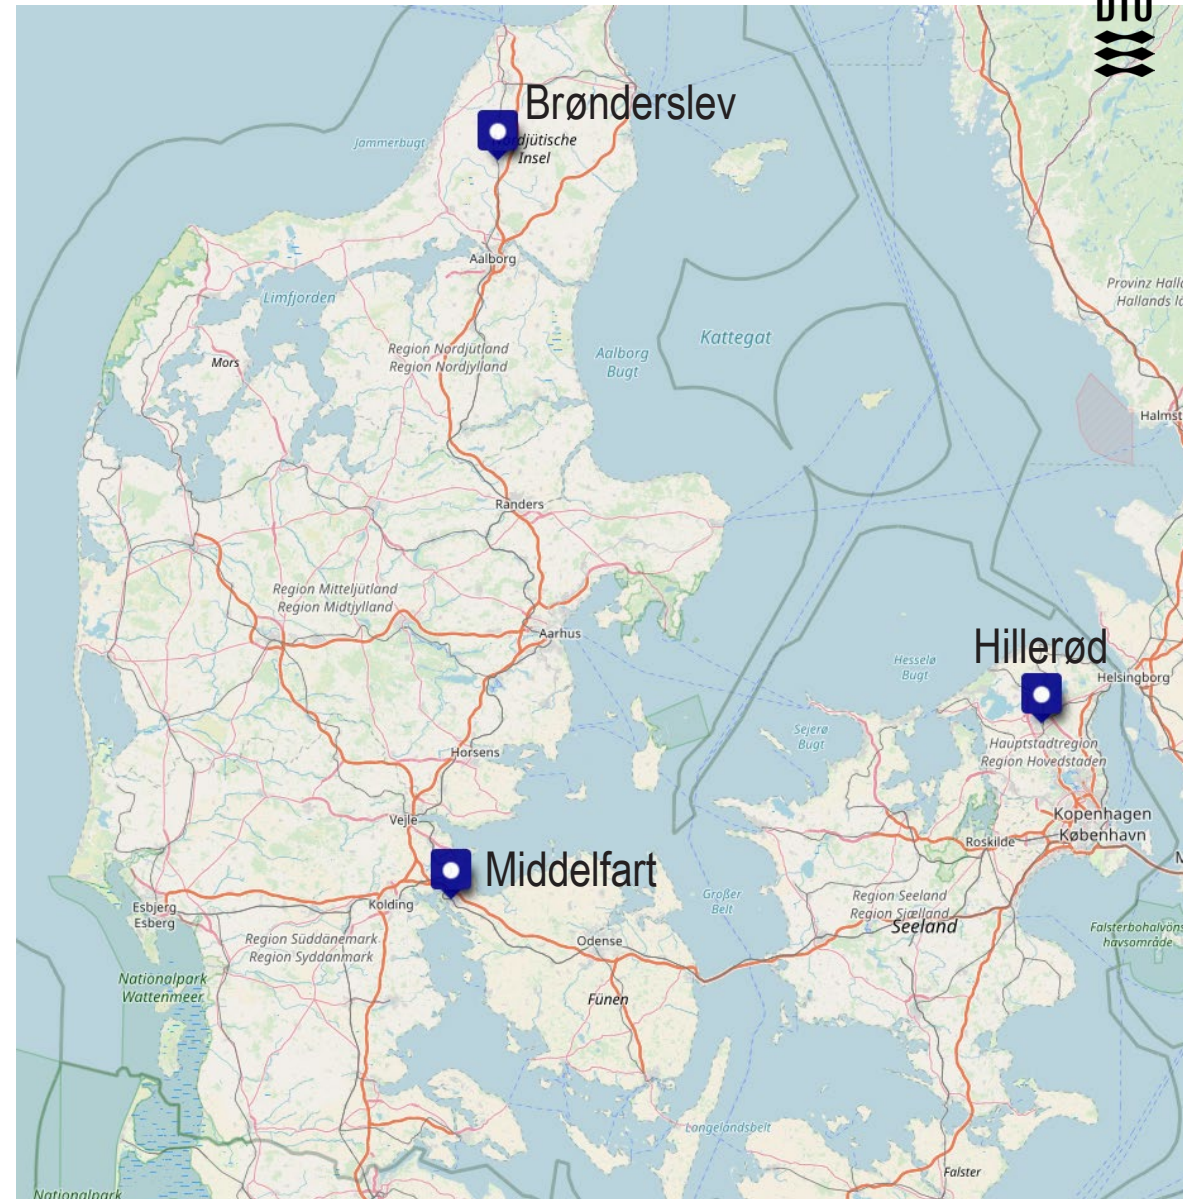 DTU
Brønderslev
Jammerbugt
djütische
Insel
Aalborg
Provinz Hall
Hallands l
Limfjorden
Kattegat
Region Nordjütland
Region Nordjylland
Aalborg
Bugt
Mors
Halmst
Randers
Region Mitteljütland
Region Midtjylland
Aarhus
Hillerød
Hesselø
Bugt
Helsingborg
Sejerø
Bugt
Hauptstadtregion
Region Hovedstaden
Horsens
Vejle
Kopenhagen
København
Roskilde
Middelfart
Großer
Belt
Region Seeland
Region Sjælland
Seeland
Esbjerg
Esberg
Kolding
Falsterbohalvöns
havsområde
Region Süddänemark
Region Syddanmark
Odense
Nationalpark
Wattenmeer
Fünen
Langelandsbelt
Falster
Nationalpark